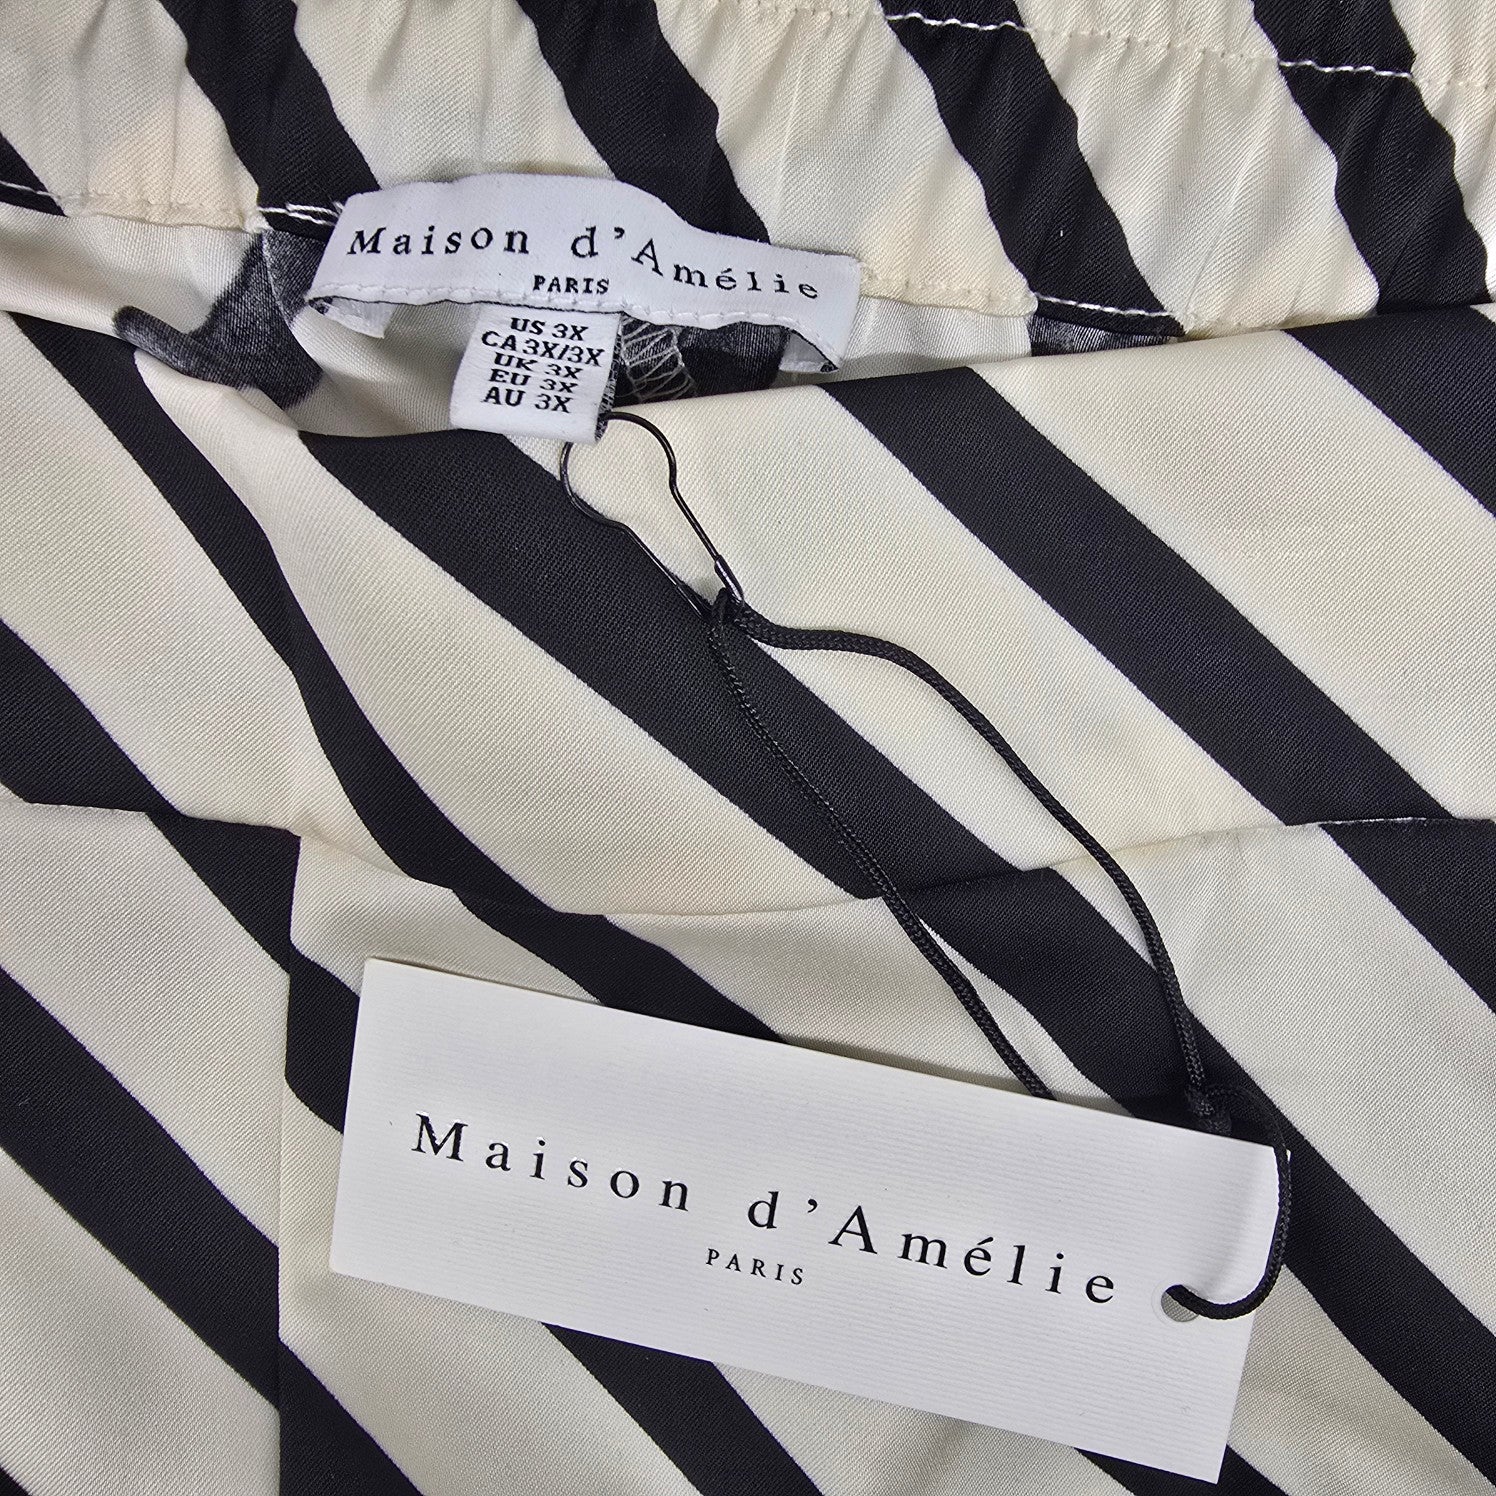 Maison d'Amélie
PARIS
US 3X
CA 3X/3X
UK 3X
EU 3X
AU 3X
Maison d'Amélie
PARIS